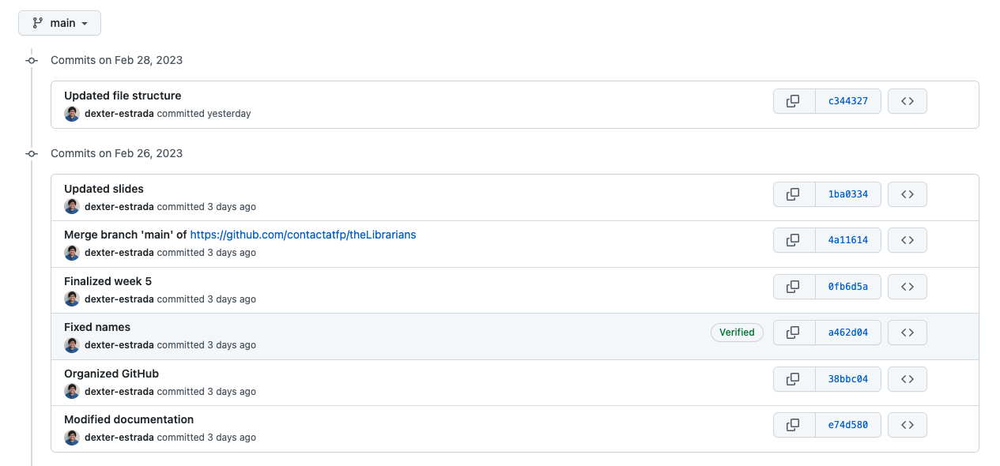 main
Commits on Feb 28, 2023
Updated file structure
dexter-estrada committed yesterday
c344327
Commits on Feb 26, 2023
Updated slides
dexter-estrada committed 3 days ago
1ba0334
Merge branch 'main' of https://github.com/contactatfp/theLibrarians
dexter-estrada committed 3 days ago
4a11614
Finalized week 5
dexter-estrada committed 3 days ago
0fb6d5a
Fixed names
dexter-estrada committed 3 days ago
Verified
a462d04
Organized GitHub
dexter-estrada committed 3 days ago
38bbc04
Modified documentation
dexter-estrada committed 3 days ago
e74d580